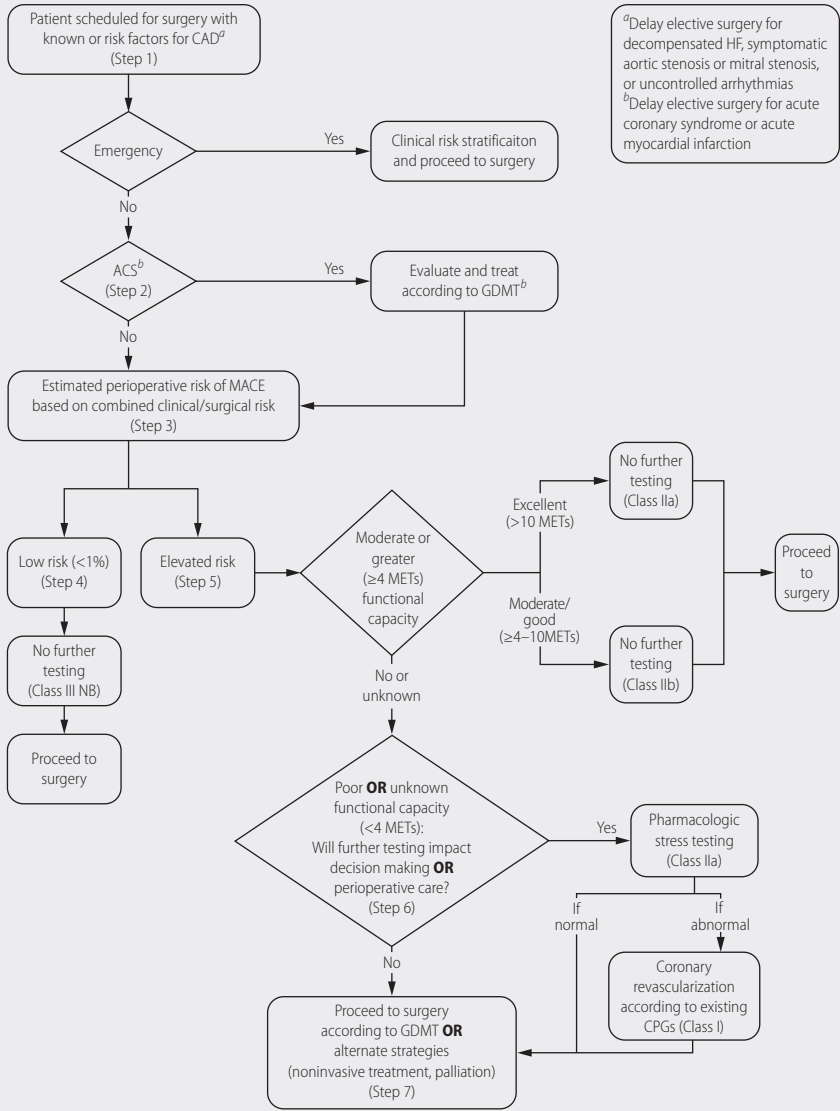 Patient scheduled for surgery with
known or risk factors for CADa
(Step 1)
aDelay elective surgery for
decompensated HF, symptomatic
aortic stenosis or mitral stenosis,
or uncontrolled arrhythmias
bDelay elective surgery for acute
coronary syndrome or acute
myocardial infarction
Emergency
Yes
Clinical risk stratificaiton
and proceed to surgery
No
ACSb
(Step 2)
Yes
Evaluate and treat
according to GDMTb
No
Estimated perioperative risk of MACE
based on combined clinical/surgical risk
(Step 3)
Low risk (<1%)
(Step 4)
Elevated risk
(Step 5)
Moderate or
greater
(≥4 METs)
functional
capacity
Excellent
(>10 METs)
No further
testing
(Class IIa)
Moderate/
good
(≥4–10METs)
No further
testing
(Class IIb)
Proceed
to
surgery
No further
testing
(Class III NB)
Proceed to
surgery
No or
unknown
Poor OR unknown
functional capacity
(<4 METs):
Will further testing impact
decision making OR
perioperative care?
(Step 6)
Yes
Pharmacologic
stress testing
(Class IIa)
If
normal
If
abnormal
Coronary
revascularization
according to existing
CPGs (Class I)
No
Proceed to surgery
according to GDMT OR
alternate strategies
(noninvasive treatment, palliation)
(Step 7)